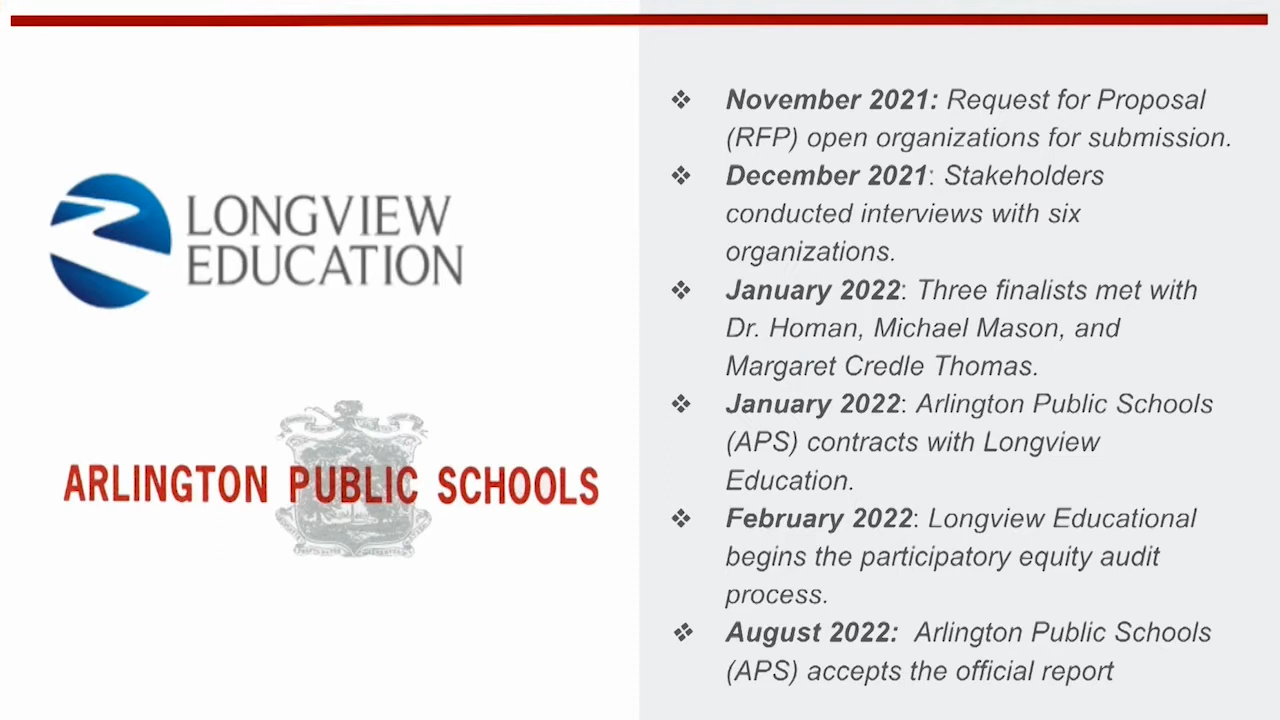 LONGVIEW
EDUCATION
ARLINGTON PUBLIC SCHOOLS
❖ November 2021: Request for Proposal
(RFP) open organizations for submission.
❖ December 2021: Stakeholders
conducted interviews with six
organizations.
❖ January 2022: Three finalists met with
Dr. Homan, Michael Mason, and
Margaret Credle Thomas.
❖ January 2022: Arlington Public Schools
(APS) contracts with Longview
Education.
❖ February 2022: Longview Educational
begins the participatory equity audit
process.
❖ August 2022: Arlington Public Schools
(APS) accepts the official report